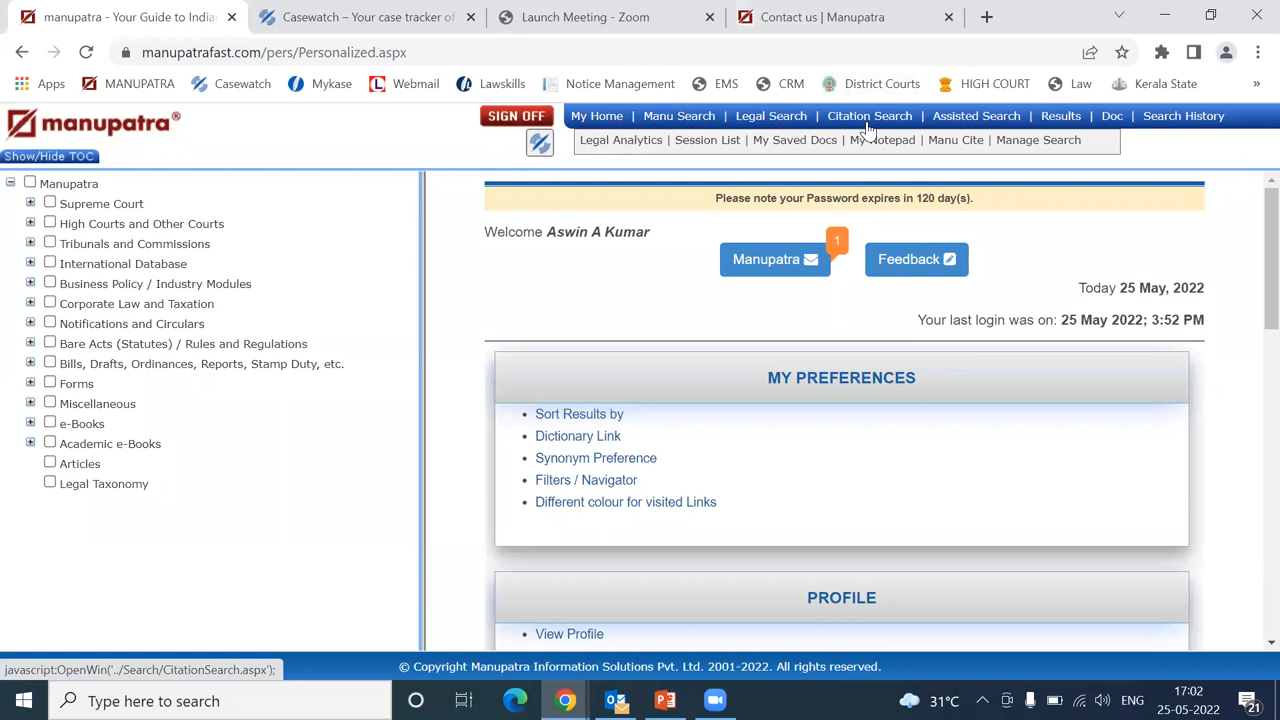 manupatra - Your Guide to Indian
Casewatch – Your case tracker of
Launch Meeting - Zoom
Contact us | Manupatra
manupatrafast.com/pers/Personalized.aspx
Apps
MANUPATRA
Casewatch
Mykase
Webmail
Lawskills
Notice Management
EMS
CRM
District Courts
HIGH COURT
Law
Kerala State
»
manupatra®
SIGN OFF
My Home | Manu Search | Legal Search | Citation Search | Assisted Search | Results | Doc | Search History
Legal Analytics | Session List | My Saved Docs | My Notepad | Manu Cite | Manage Search
Show/Hide TOC
Manupatra
Supreme Court
High Courts and Other Courts
Tribunals and Commissions
International Database
Business Policy / Industry Modules
Corporate Law and Taxation
Notifications and Circulars
Bare Acts (Statutes) / Rules and Regulations
Bills, Drafts, Ordinances, Reports, Stamp Duty, etc.
Forms
Miscellaneous
e-Books
Academic e-Books
Articles
Legal Taxonomy
Please note your Password expires in 120 day(s).
Welcome Aswin A Kumar
Manupatra
1
Feedback
Today 25 May, 2022
Your last login was on: 25 May 2022; 3:52 PM
MY PREFERENCES
• Sort Results by
• Dictionary Link
• Synonym Preference
• Filters / Navigator
• Different colour for visited Links
PROFILE
• View Profile
javascript:OpenWin('../Search/CitationSearch.aspx');
© Copyright Manupatra Information Solutions Pvt. Ltd. 2001-2022. All rights reserved.
Type here to search
31°C
ENG
17:02
25-05-2022
21